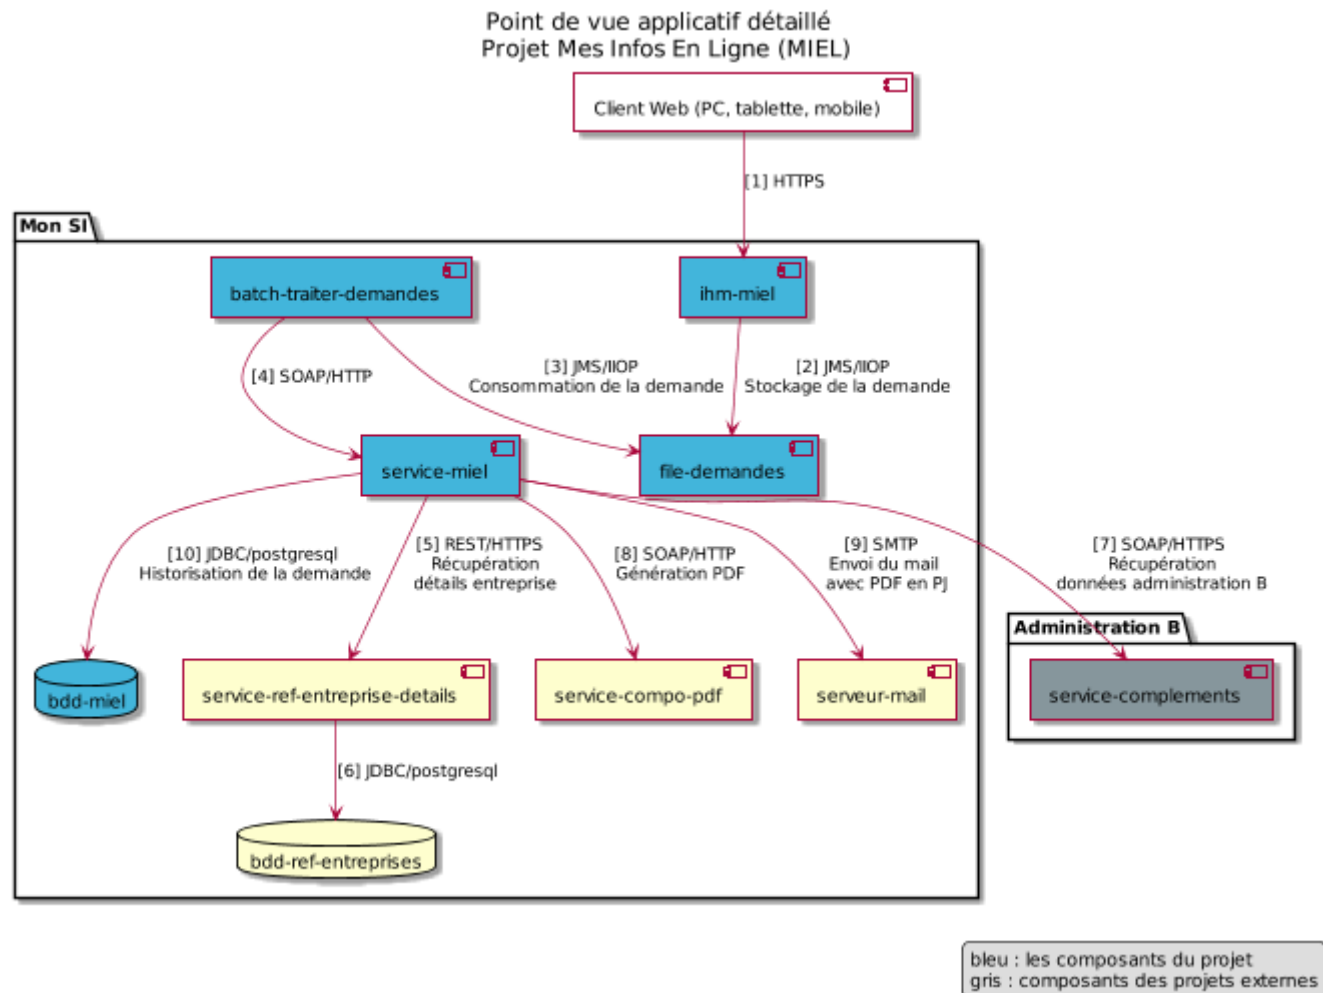 Point de vue applicatif détaillé
Projet Mes Infos En Ligne (MIEL)
Client Web (PC, tablette, mobile)
[1] HTTPS
Mon SI
batch-traiter-demandes
ihm-miel
[4] SOAP/HTTP
[3] JMS/IIOP
Consommation de la demande
[2] JMS/IIOP
Stockage de la demande
service-miel
file-demandes
[10] JDBC/postgresql
Historisation de la demande
[5] REST/HTTPS
Récupération
détails entreprise
[8] SOAP/HTTP
Génération PDF
[9] SMTP
Envoi du mail
avec PDF en PJ
[7] SOAP/HTTPS
Récupération
données administration B
Administration B
bdd-miel
service-ref-entreprise-details
service-compo-pdf
serveur-mail
service-complements
[6] JDBC/postgresql
bdd-ref-entreprises
bleu : les composants du projet
gris : composants des projets externes